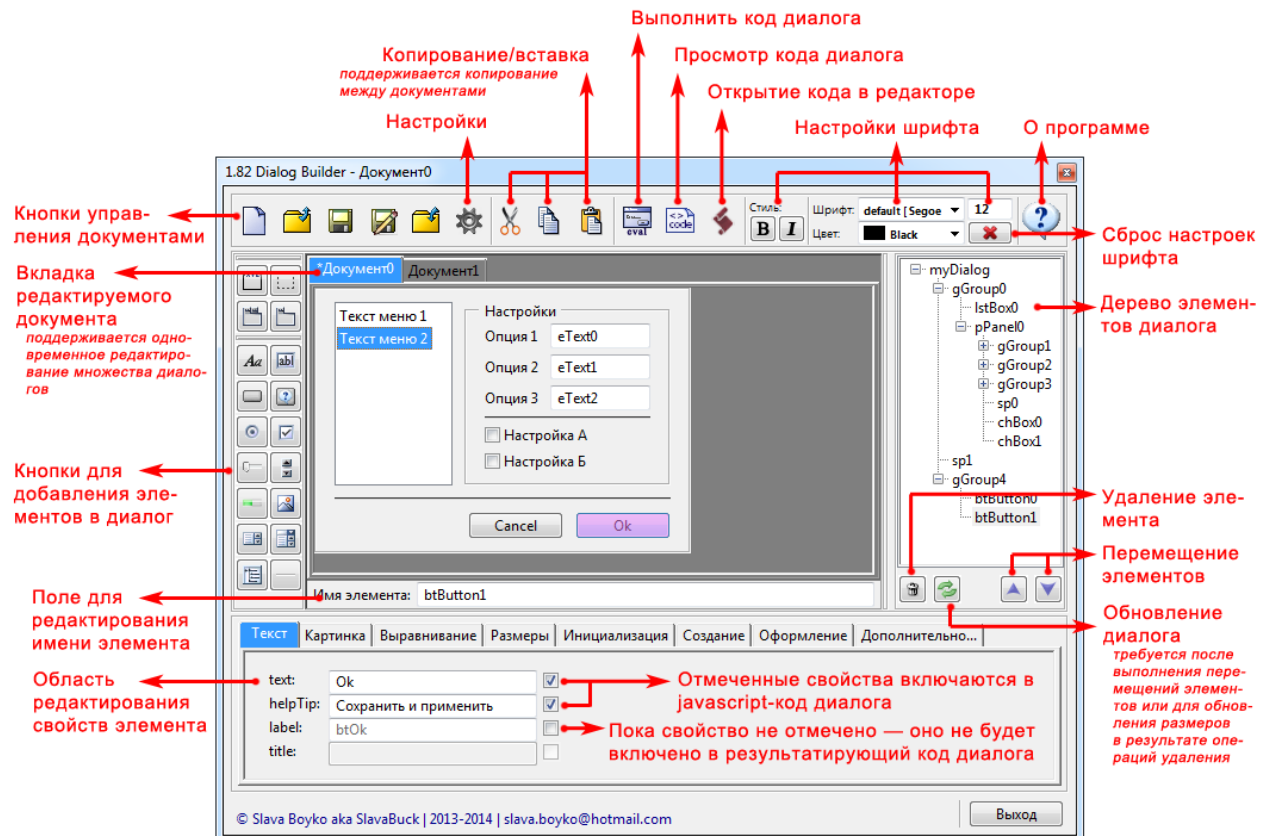 Выполнить код диалога
Копирование/вставка
поддерживается копирование
между документами
Просмотр кода диалога
Открытие кода в редакторе
Настройки
Настройки шрифта
О программе
1.82 Dialog Builder - Документ0
Кнопки управ-
ления документами
eval
<>
code
Стиль:
B I
Шрифт:
default [Segoe
12
Цвет:
Black
Сброс настроек
шрифта
Вкладка
редактируемого
документа
поддерживается одно-
временное редактиро-
вание множества диало-
гов
*Документ0
Документ1
Текст меню 1
Текст меню 2
Настройки
Опция 1
eText0
Опция 2
eText1
Опция 3
eText2
Настройка А
Настройка Б
Cancel
Ok
Aa
ab
myDialog
gGroup0
lstBox0
pPanel0
gGroup1
gGroup2
gGroup3
sp0
chBox0
chBox1
sp1
gGroup4
btButton0
btButton1
Дерево элемен-
тов диалога
Кнопки для
добавления эле-
ментов в диалог
Удаление эле-
мента
Перемещение
элементов
Поле для
редактирования
имени элемента
Имя элемента:
btButton1
Обновление
диалога
требуется после
выполнения пере-
мещений элемен-
тов или для обнов-
ления размеров
в результате опе-
раций удаления
Текст
Картинка
Выравнивание
Размеры
Инициализация
Создание
Оформление
Дополнительно...
Область
редактирования
свойств элемента
text:
Ok
helpTip:
Сохранить и применить
label:
btOk
title:
Отмеченные свойства включаются в
javascript-код диалога
Пока свойство не отмечено — оно не будет
включено в результатирующий код диалога
© Slava Boyko aka SlavaBuck | 2013-2014 | slava.boyko@hotmail.com
Выход